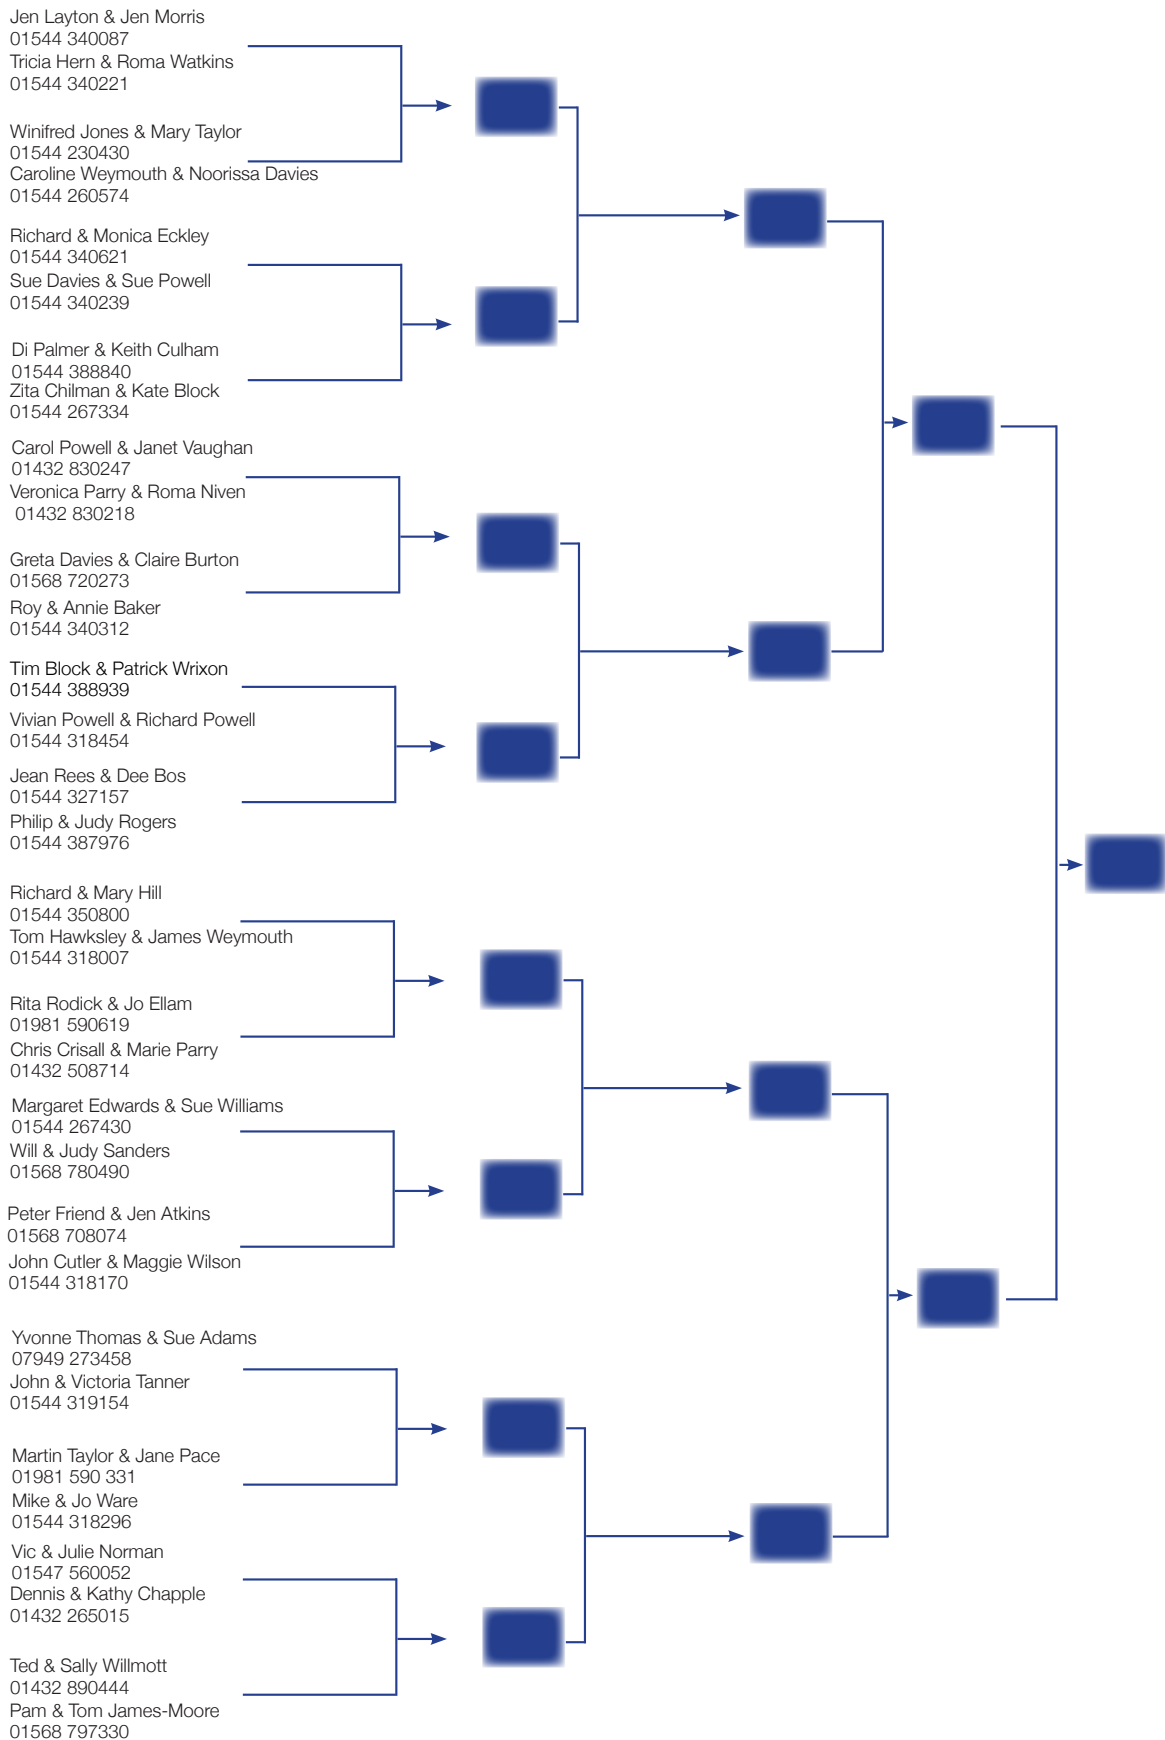 Jen Layton & Jen Morris
01544 340087
Tricia Hern & Roma Watkins
01544 340221
Winifred Jones & Mary Taylor
01544 230430
Caroline Weymouth & Noorissa Davies
01544 260574
Richard & Monica Eckley
01544 340621
Sue Davies & Sue Powell
01544 340239
Di Palmer & Keith Culham
01544 388840
Zita Chilman & Kate Block
01544 267334
Carol Powell & Janet Vaughan
01432 830247
Veronica Parry & Roma Niven
01432 830218
Greta Davies & Claire Burton
01568 720273
Roy & Annie Baker
01544 340312
Tim Block & Patrick Wrixon
01544 388939
Vivian Powell & Richard Powell
01544 318454
Jean Rees & Dee Bos
01544 327157
Philip & Judy Rogers
01544 387976
Richard & Mary Hill
01544 350800
Tom Hawksley & James Weymouth
01544 318007
Rita Rodick & Jo Ellam
01981 590619
Chris Crisall & Marie Parry
01432 508714
Margaret Edwards & Sue Williams
01544 267430
Will & Judy Sanders
01568 780490
Peter Friend & Jen Atkins
01568 708074
John Cutler & Maggie Wilson
01544 318170
Yvonne Thomas & Sue Adams
07949 273458
John & Victoria Tanner
01544 319154
Martin Taylor & Jane Pace
01981 590 331
Mike & Jo Ware
01544 318296
Vic & Julie Norman
01547 560052
Dennis & Kathy Chapple
01432 265015
Ted & Sally Willmott
01432 890444
Pam & Tom James-Moore
01568 797330